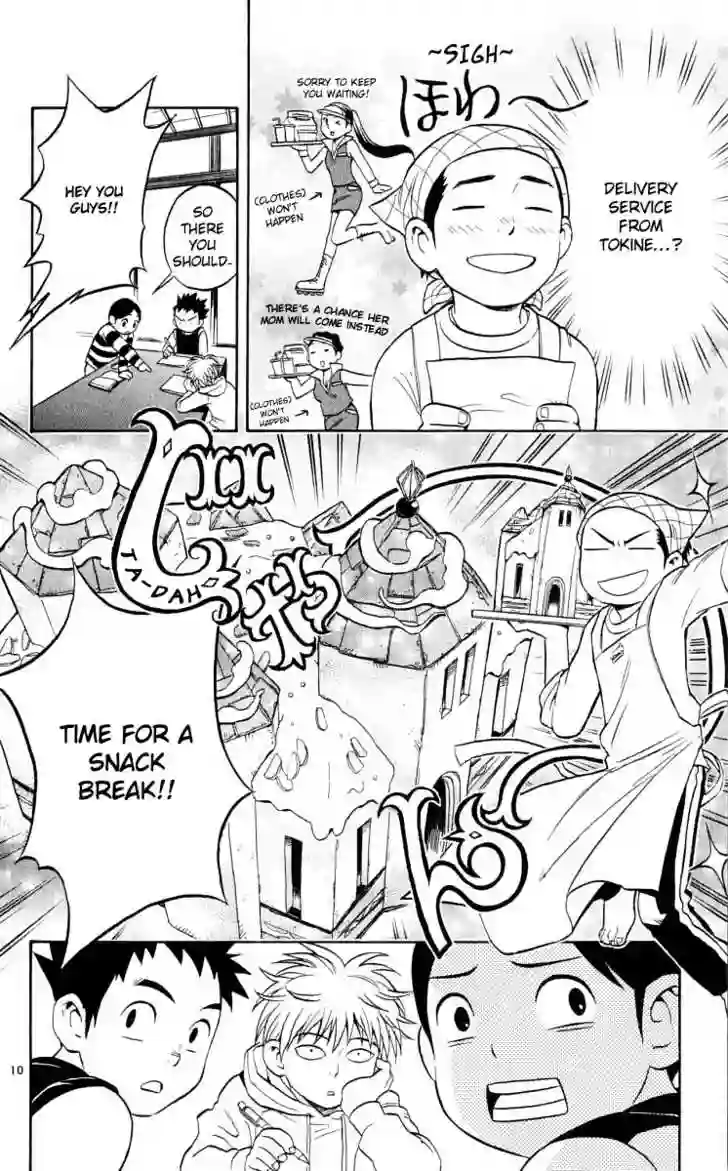 DELIVERY
SERVICE
FROM
TOKINE...?
~SIGH~
ほわ〜
SORRY TO KEEP
YOU WAITING!
(CLOTHES)
WON'T
HAPPEN
THERE'S A CHANCE HER
MOM WILL COME INSTEAD
(CLOTHES)
WON'T
HAPPEN
SO
THERE
YOU
SHOULD-
HEY YOU
GUYS!!
TA-DAH
TIME FOR A
SNACK
BREAK!!
10